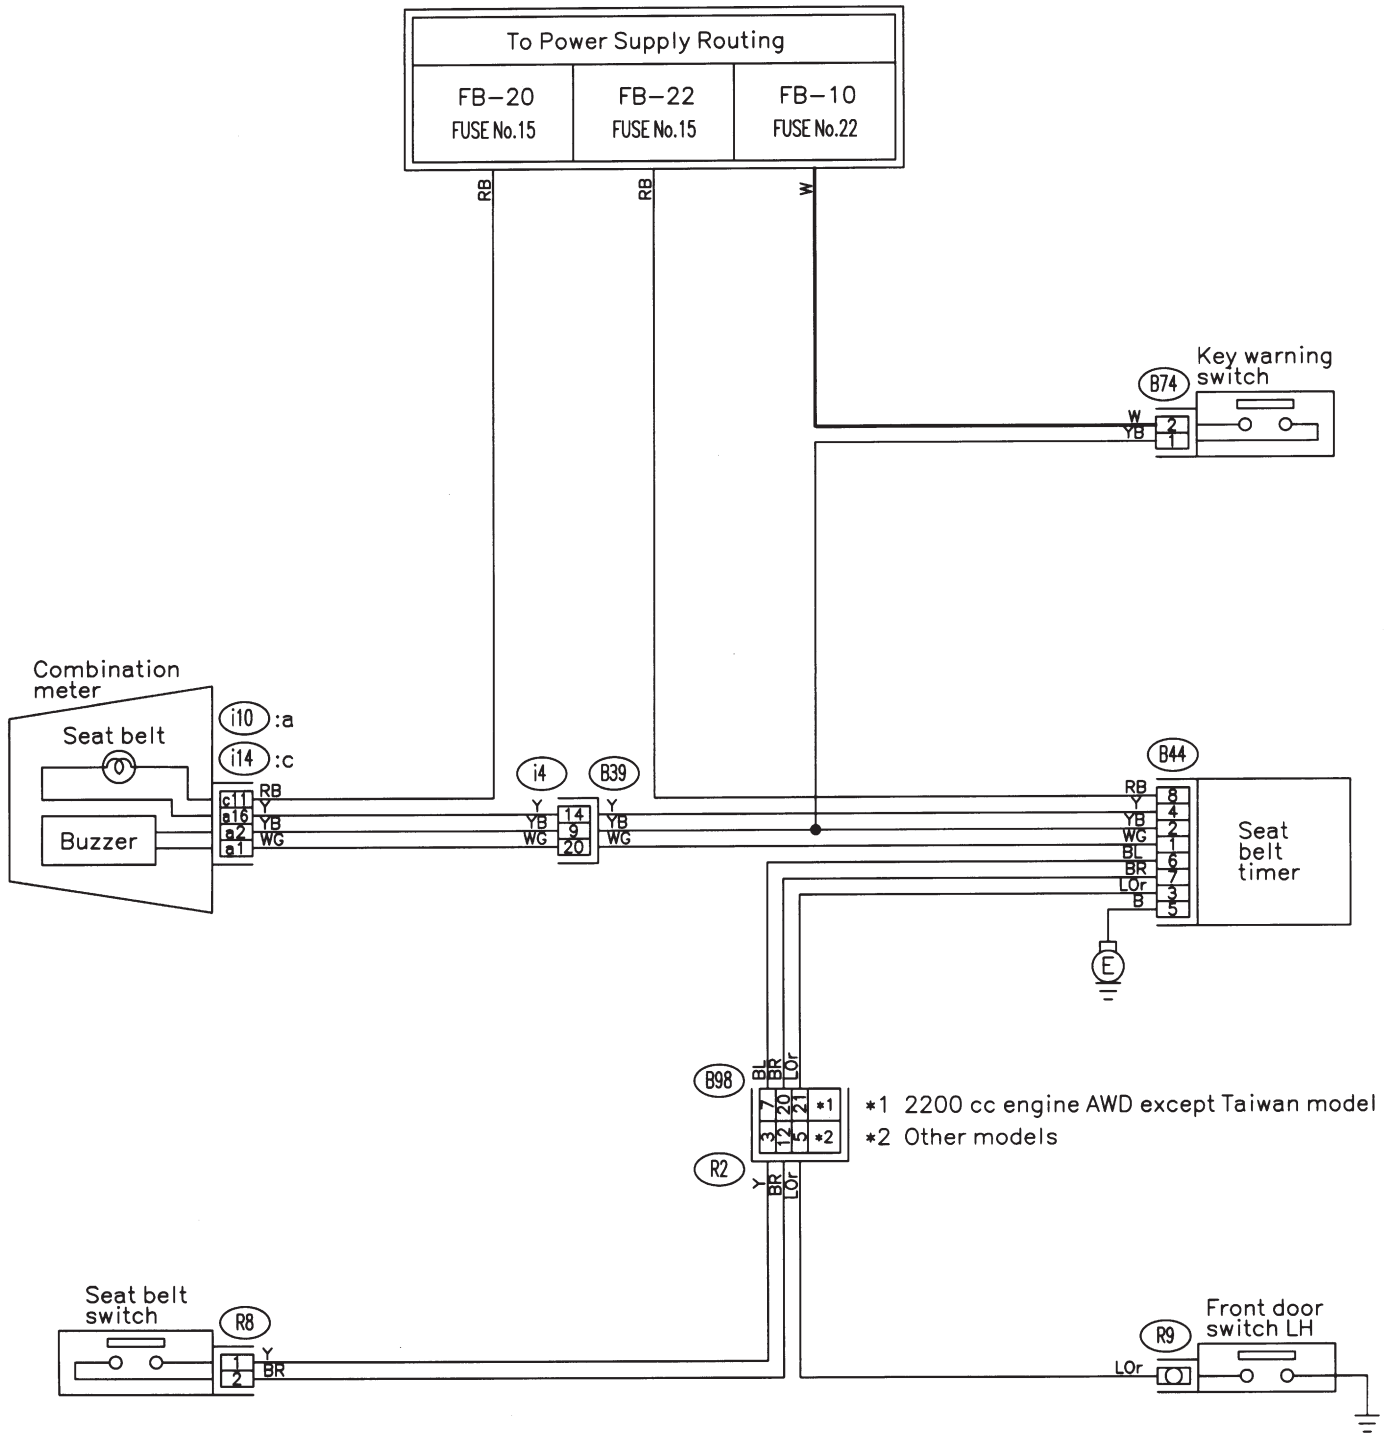 To Power Supply Routing
FB-20
FUSE No.15
FB-22
FUSE No.15
FB-10
FUSE No.22
RB
RB
W
Key warning
switch
B74
W
YB
2
1
Combination
meter
Seat belt
Buzzer
i10 :a
i14 :c
c11
a16
a2
a1
RB
Y
YB
WG
i4
B39
Y
YB
WG
14
9
20
Y
YB
WG
B44
RB
Y
YB
WG
BL
BR
LOr
B
8
4
2
1
6
7
3
5
Seat
belt
timer
E
B98
BL
BR
LOr
7 20 21 *1
3 12 5 *2
*1 2200 cc engine AWD except Taiwan model
*2 Other models
R2
Y
BR
LOr
Seat belt
switch
R8
1
2
Y
BR
Front door
switch LH
R9
LOr